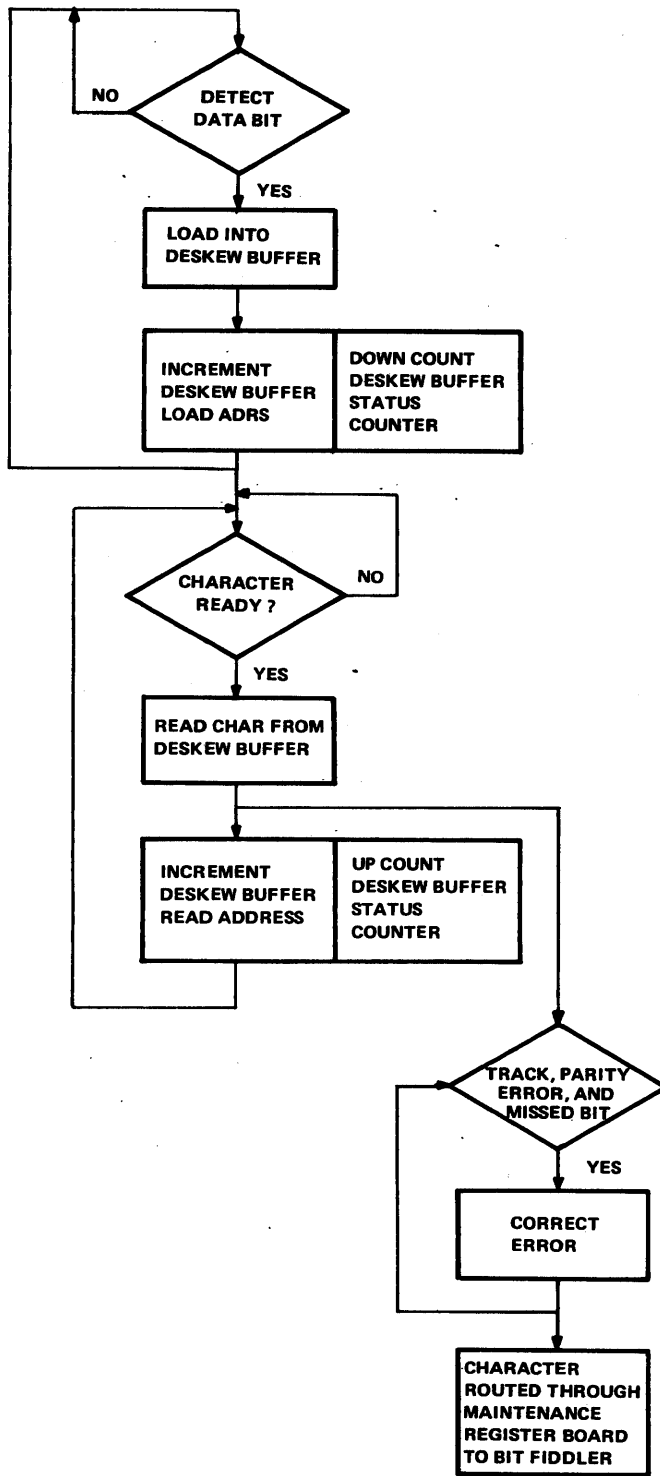 DETECT
DATA BIT
NO
YES
LOAD INTO
DESKEW BUFFER
INCREMENT
DESKEW BUFFER
LOAD ADRS
DOWN COUNT
DESKEW BUFFER
STATUS
COUNTER
CHARACTER
READY ?
NO
YES
READ CHAR FROM
DESKEW BUFFER
INCREMENT
DESKEW BUFFER
READ ADDRESS
UP COUNT
DESKEW BUFFER
STATUS
COUNTER
TRACK, PARITY
ERROR, AND
MISSED BIT
YES
CORRECT
ERROR
CHARACTER
ROUTED THROUGH
MAINTENANCE
REGISTER BOARD
TO BIT FIDDLER